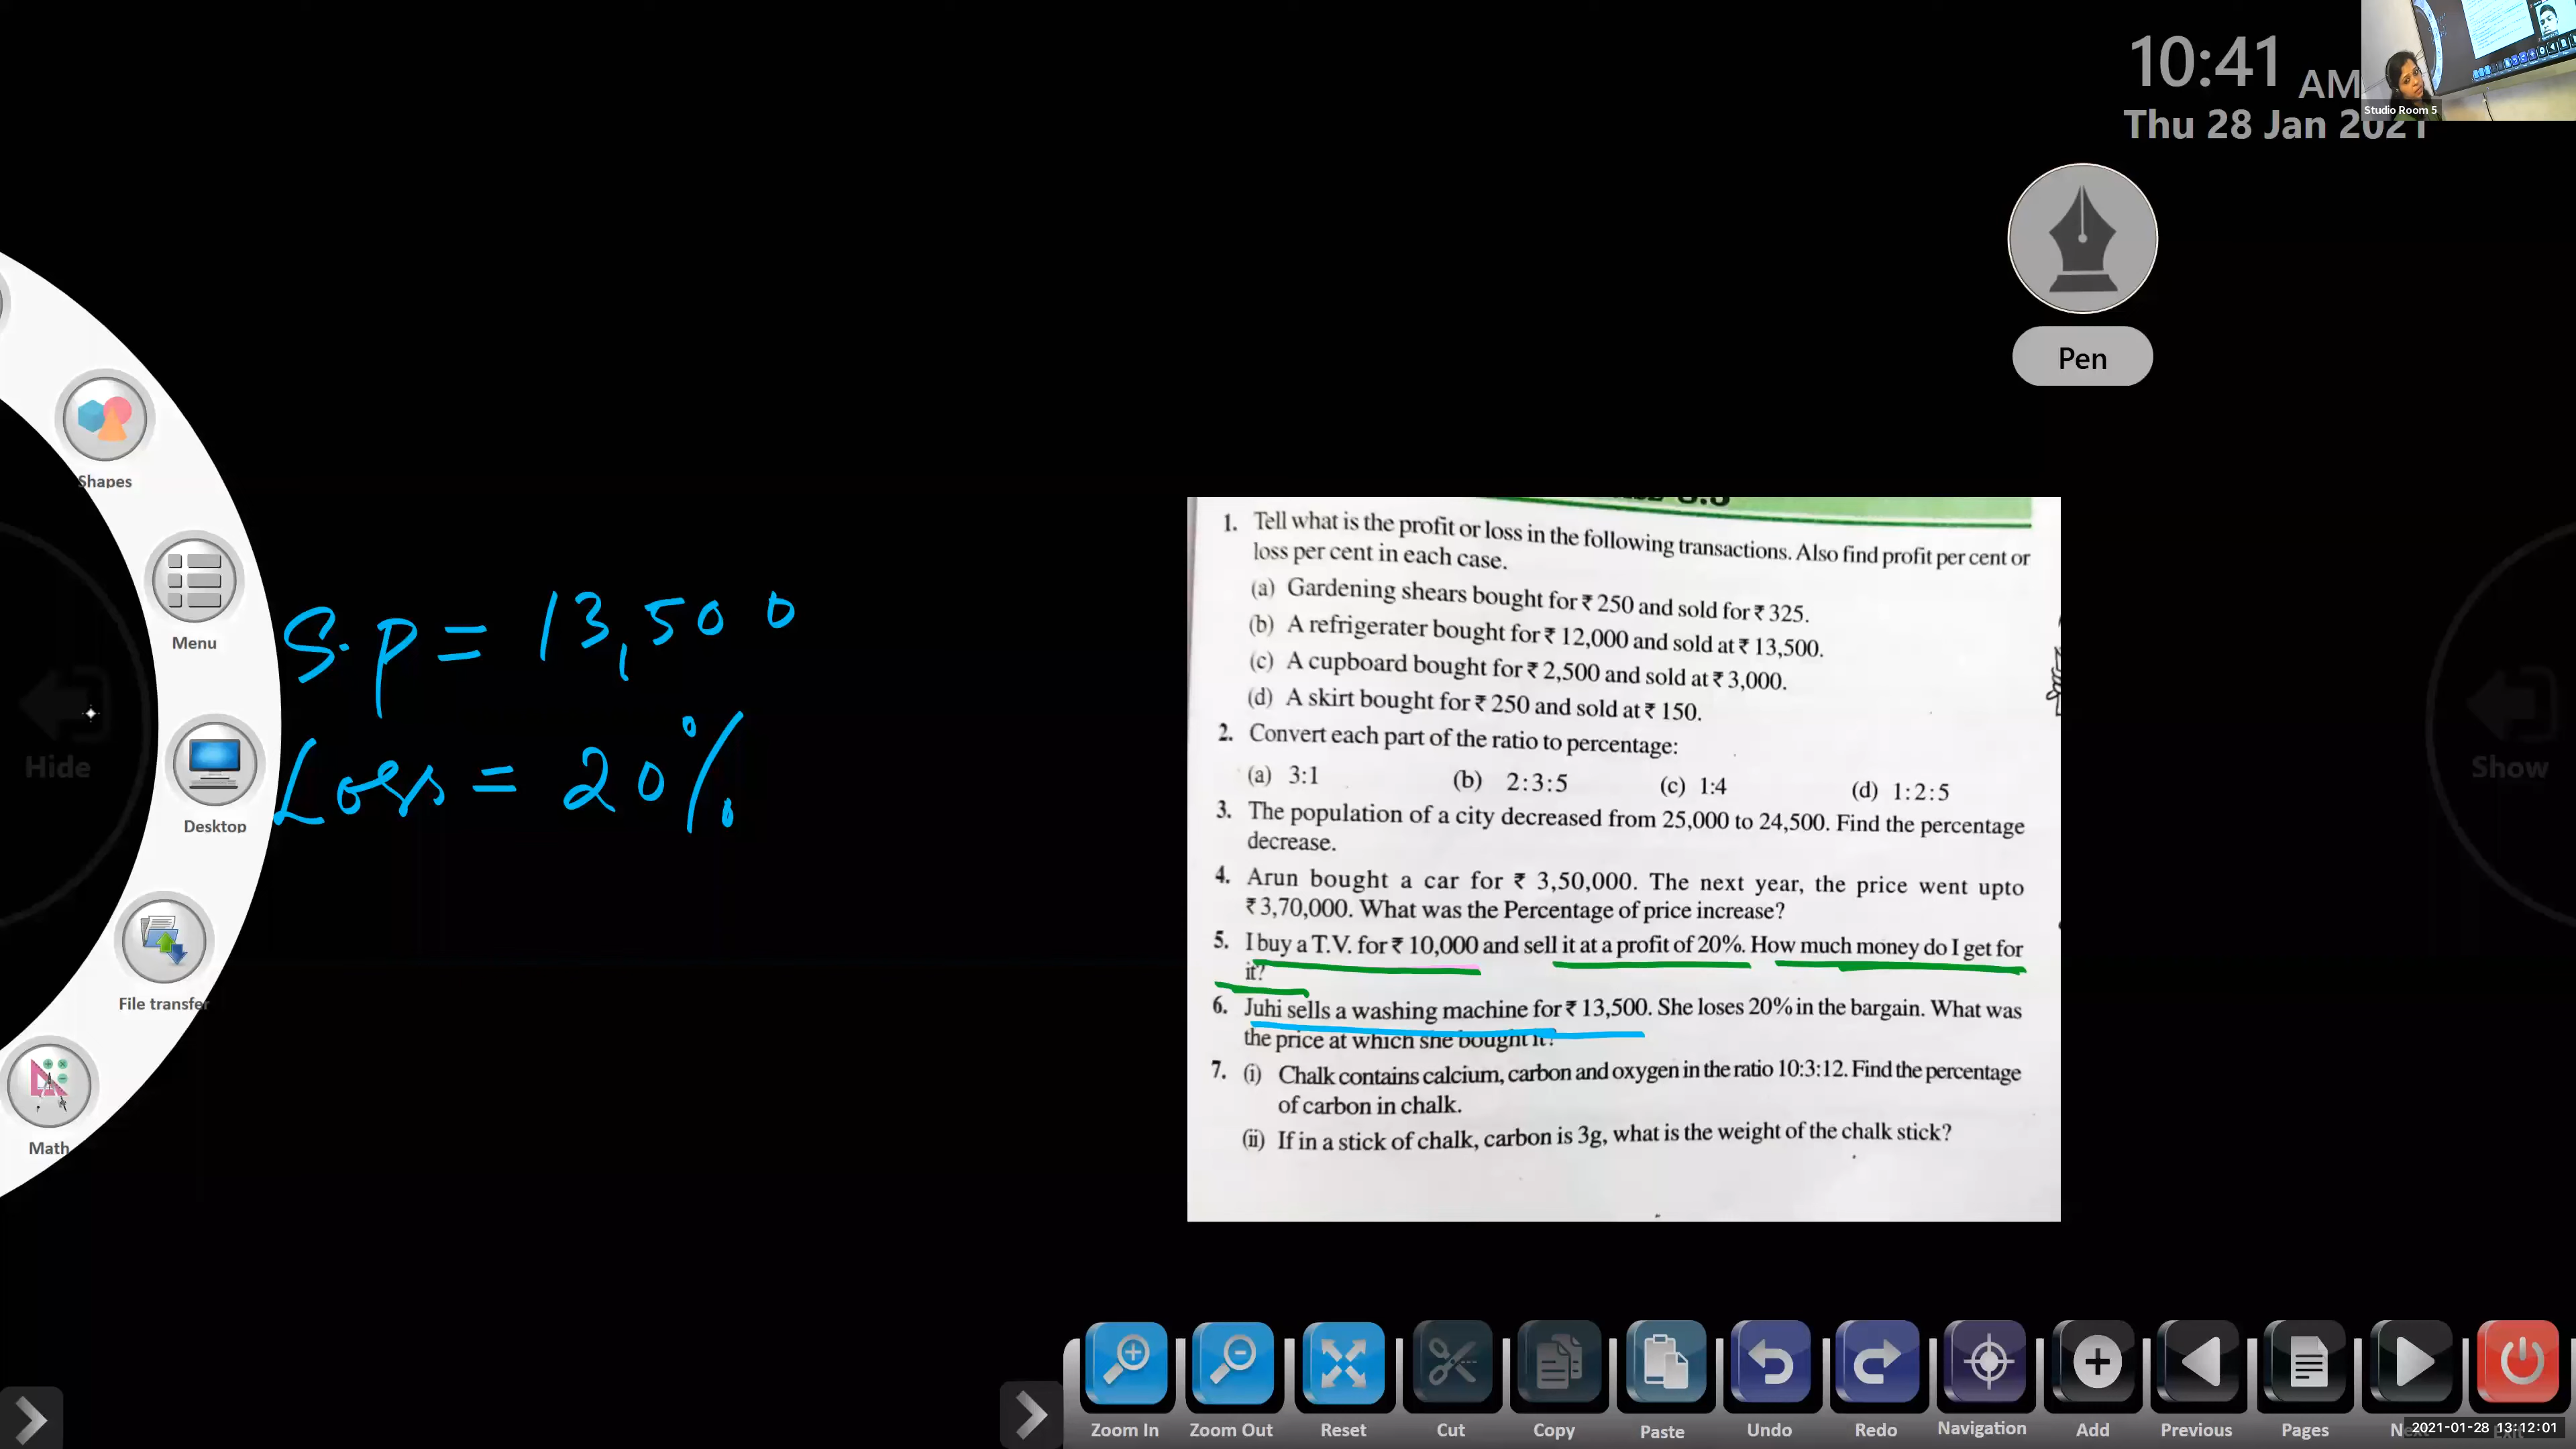 10:41 AM
Thu 28 Jan 2021
Studio Room 5
Pen
Shapes
Menu
Hide
Desktop
File transfer
Math
S.P = 13,500
Loss = 20%
1. Tell what is the profit or loss in the following transactions. Also find profit per cent or
loss per cent in each case.
(a) Gardening shears bought for ₹ 250 and sold for ₹ 325.
(b) A refrigerater bought for ₹ 12,000 and sold at ₹ 13,500.
(c) A cupboard bought for ₹ 2,500 and sold at ₹ 3,000.
(d) A skirt bought for ₹ 250 and sold at ₹ 150.
2. Convert each part of the ratio to percentage:
(a) 3:1 (b) 2:3:5 (c) 1:4 (d) 1:2:5
3. The population of a city decreased from 25,000 to 24,500. Find the percentage
decrease.
4. Arun bought a car for ₹ 3,50,000. The next year, the price went upto
₹ 3,70,000. What was the Percentage of price increase?
5. I buy a T.V. for ₹ 10,000 and sell it at a profit of 20%. How much money do I get for
it?
6. Juhi sells a washing machine for ₹ 13,500. She loses 20% in the bargain. What was
the price at which she bought it?
7. (i) Chalk contains calcium, carbon and oxygen in the ratio 10:3:12. Find the percentage
of carbon in chalk.
(ii) If in a stick of chalk, carbon is 3g, what is the weight of the chalk stick?
Show
Zoom In Zoom Out Reset Cut Copy Paste Undo Redo Navigation Add Previous Pages
2021-01-28 13:12:01